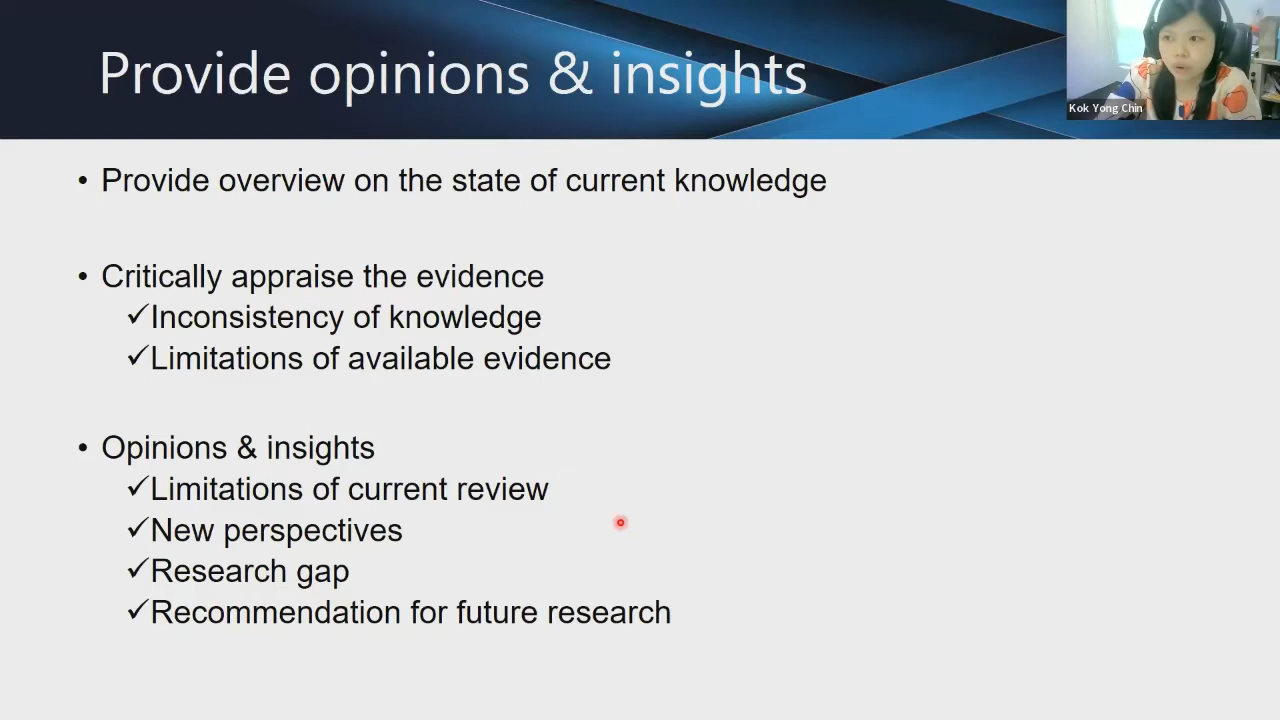 Provide opinions & insights
Kok Yong Chin
• Provide overview on the state of current knowledge
• Critically appraise the evidence
✓Inconsistency of knowledge
✓Limitations of available evidence
• Opinions & insights
✓Limitations of current review
✓New perspectives
✓Research gap
✓Recommendation for future research